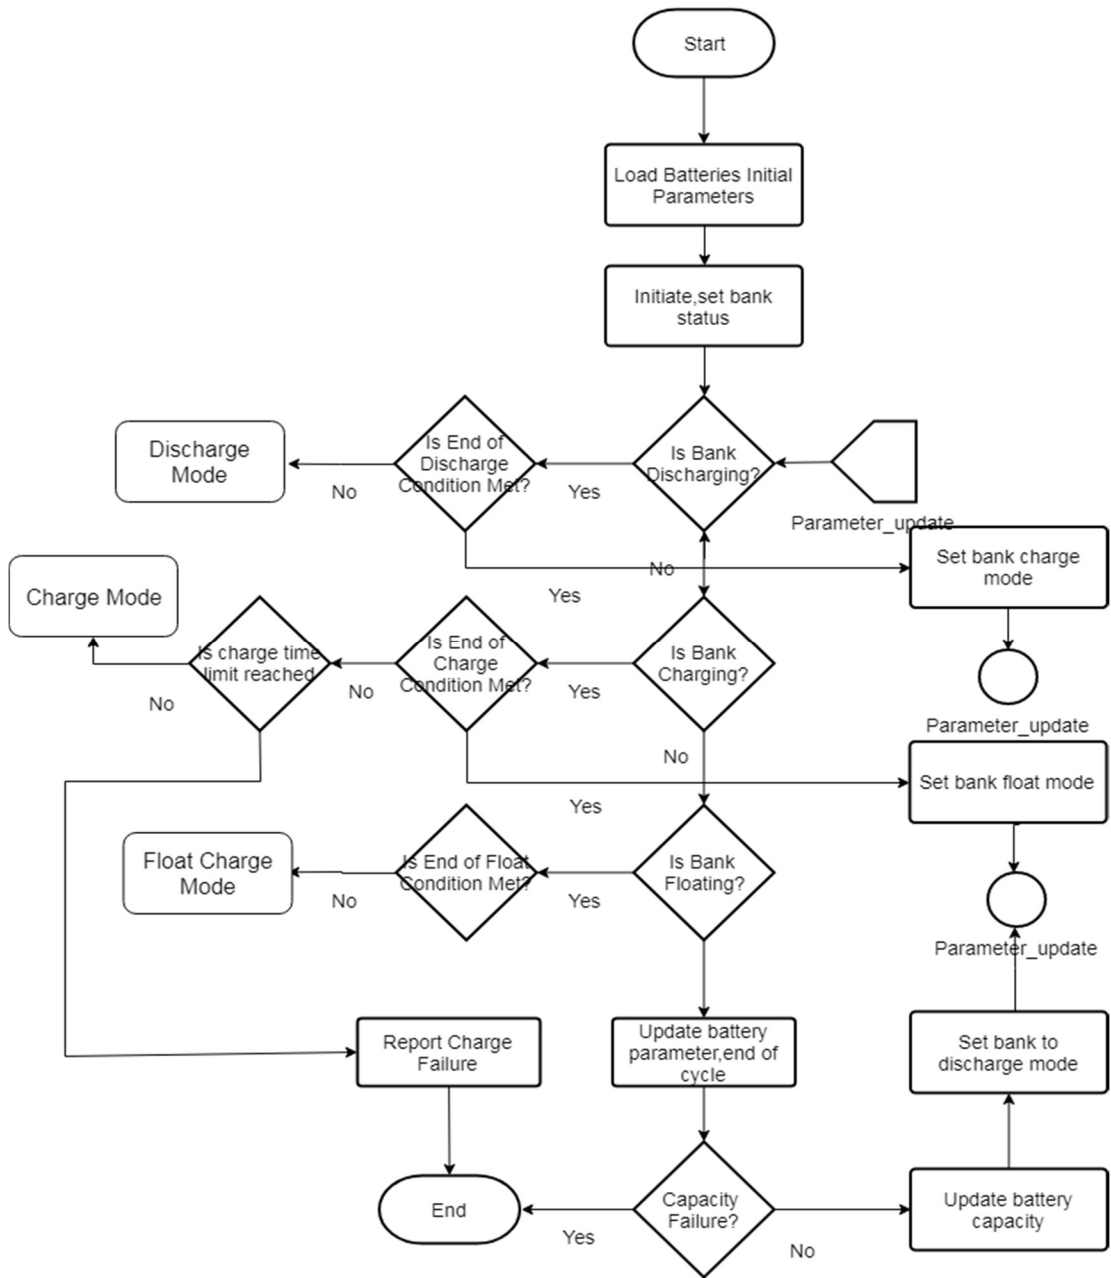 Start
Load Batteries Initial
Parameters
Initiate,set bank
status
Discharge
Mode
No
Is End of
Discharge
Condition Met?
Yes
Is Bank
Discharging?
Parameter_update
No
Yes
Set bank charge
mode
Charge Mode
No
Is charge time
limit reached
No
Is End of
Charge
Condition Met?
Yes
Is Bank
Charging?
Parameter_update
No
Yes
Set bank float mode
Float Charge
Mode
No
Is End of Float
Condition Met?
Yes
Is Bank
Floating?
Parameter_update
Report Charge
Failure
Update battery
parameter,end of
cycle
Set bank to
discharge mode
End
Yes
Capacity
Failure?
No
Update battery
capacity